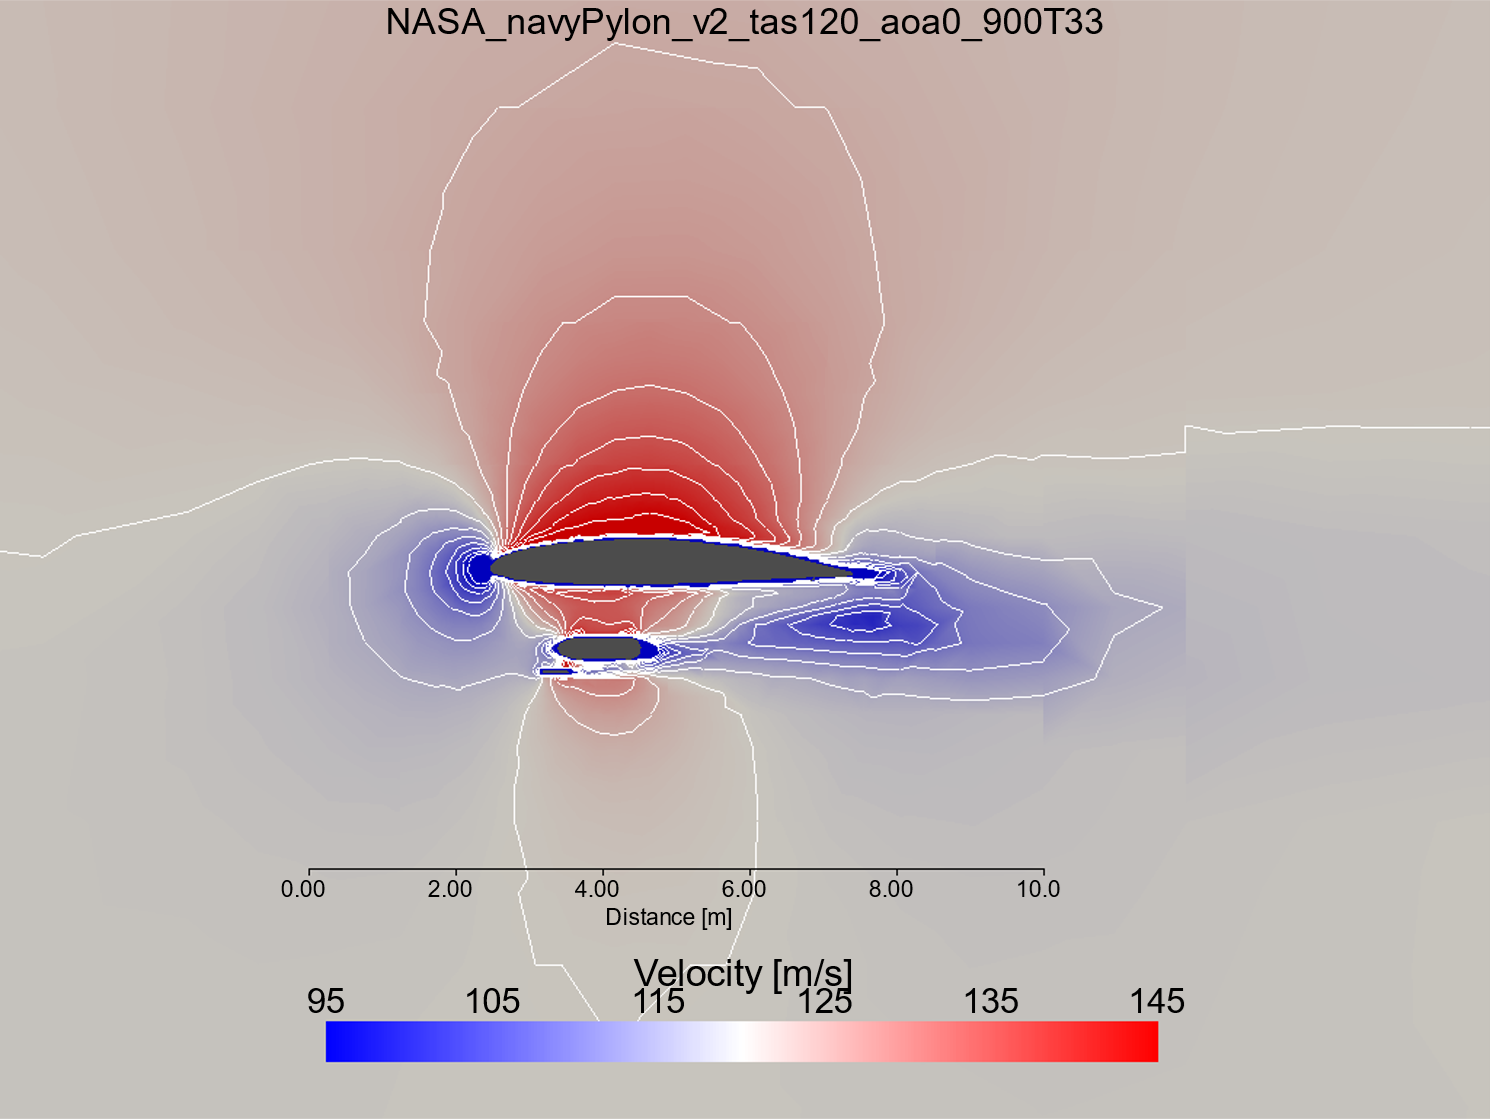 NASA_navyPylon_v2_tas120_aoa0_900T33
0.00 2.00 4.00 6.00 8.00 10.0
Distance [m]
Velocity [m/s]
95 105 115 125 135 145